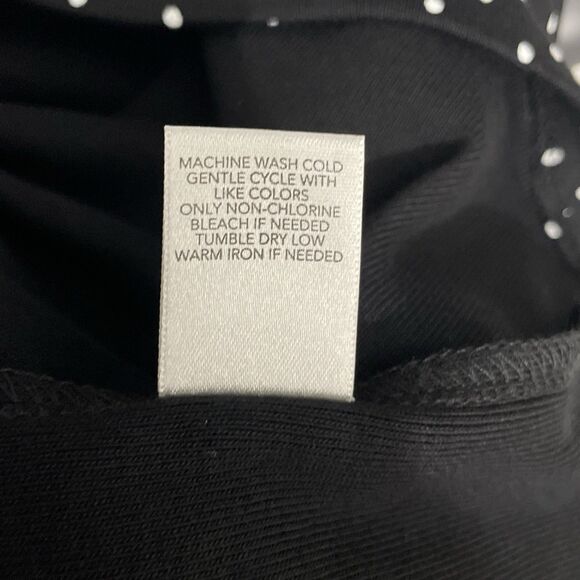 MACHINE WASH COLD
GENTLE CYCLE WITH
LIKE COLORS
ONLY NON-CHLORINE
BLEACH IF NEEDED
TUMBLE DRY LOW
WARM IRON IF NEEDED